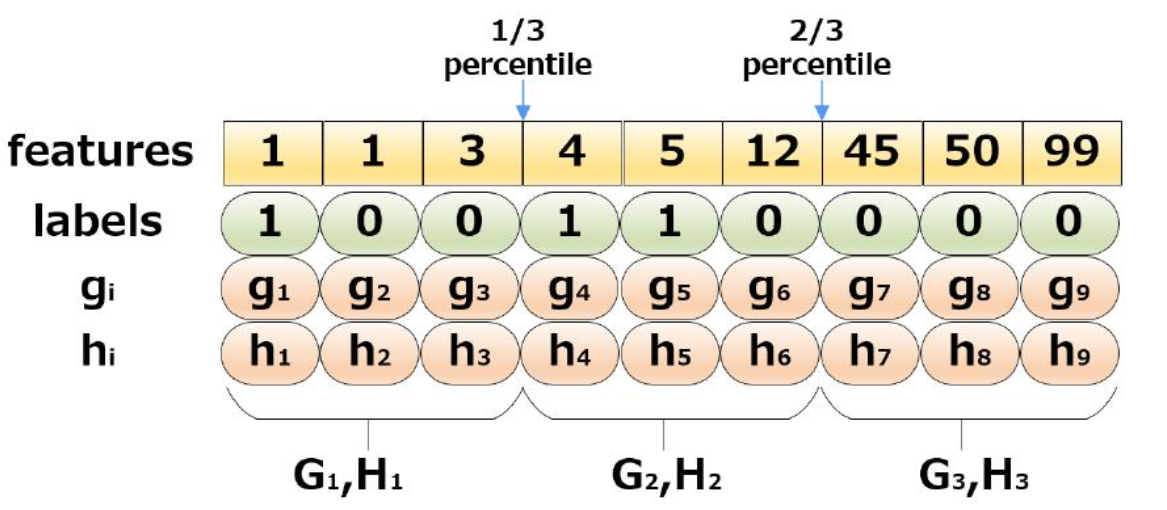 1/3 2/3
percentile percentile
features 1 1 3 4 5 12 45 50 99
labels 1 0 0 1 1 0 0 0 0
gi g1 g2 g3 g4 g5 g6 g7 g8 g9
hi h1 h2 h3 h4 h5 h6 h7 h8 h9
G1,H1 G2,H2 G3,H3